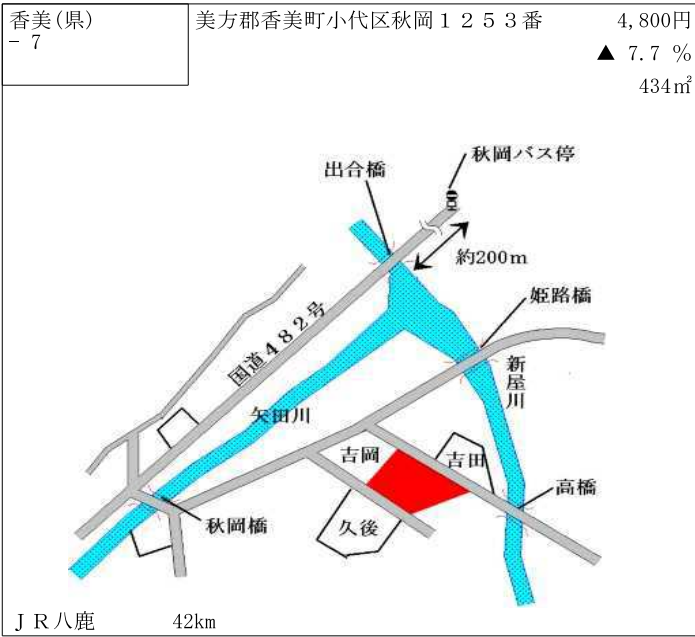 香美(県)
－ 7
美方郡香美町小代区秋岡１２５３番
4,800円
▲ 7.7 %
434㎡
秋岡バス停
出合橋
約200m
姫路橋
国道４８２号
新屋川
矢田川
吉岡
吉田
高橋
久後
秋岡橋
ＪＲ八鹿
42km